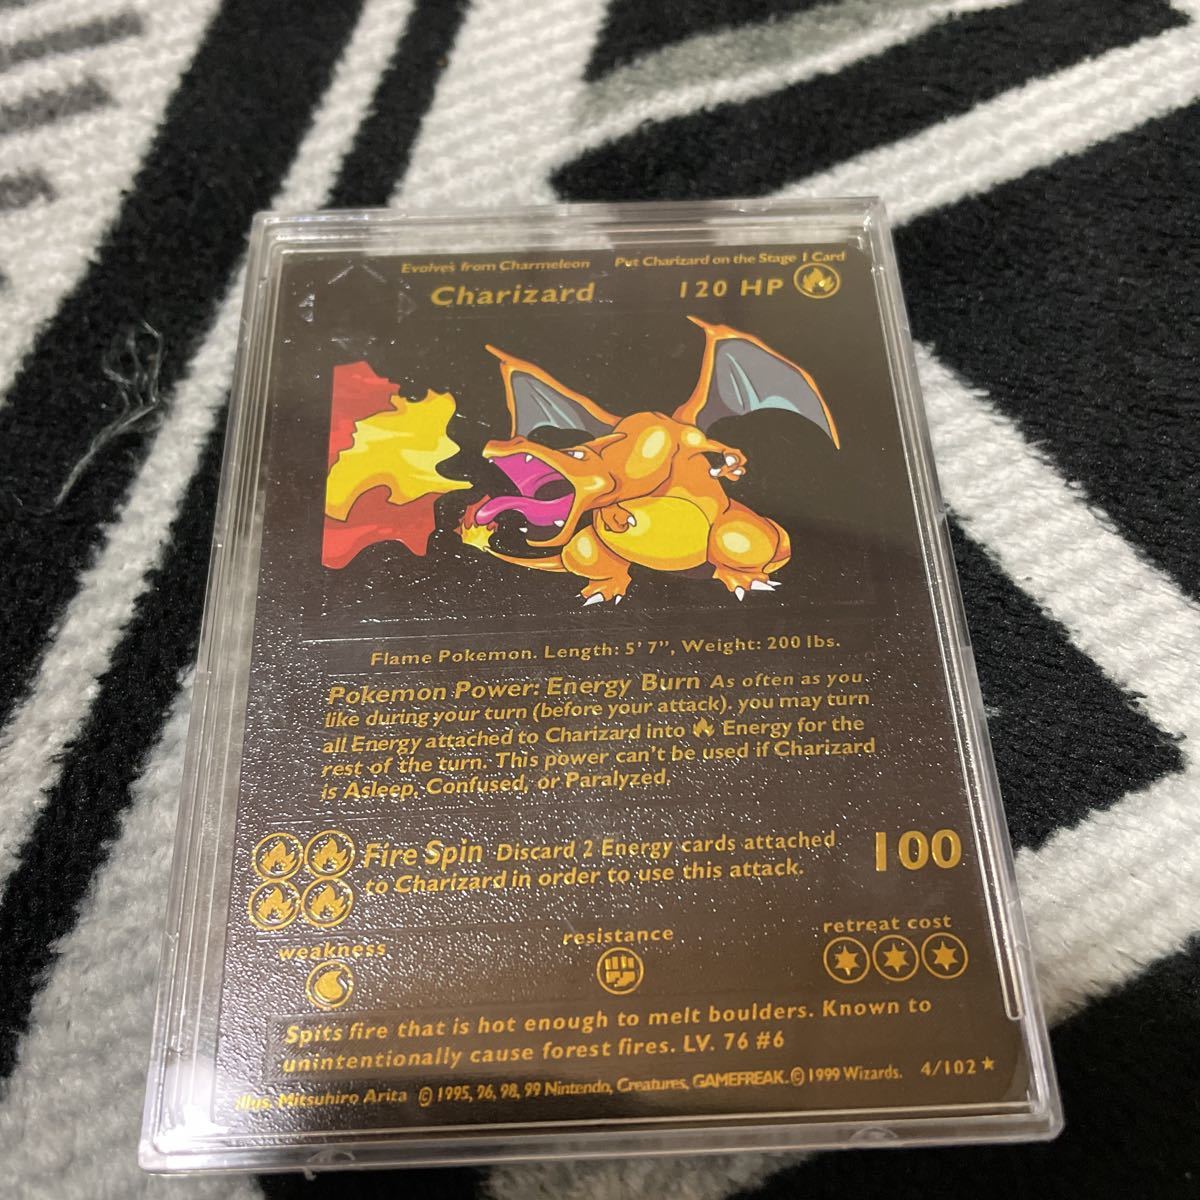 Evolves from Charmeleon Put Charizard on the Stage 1 Card
Charizard 120 HP
Flame Pokemon. Length: 5' 7", Weight: 200 lbs.
Pokemon Power: Energy Burn As often as you
like during your turn (before your attack). you may turn
all Energy attached to Charizard into Energy for the
rest of the turn. This power can't be used if Charizard
is Asleep, Confused, or Paralyzed,
Fire Spin Discard 2 Energy cards attached
to Charizard in order to use this attack.
100
weakness resistance retreat cost
Spits fire that is hot enough to melt boulders. Known to
unintentionally cause forest fires. LV. 76 #6
Illus. Mitsuhiro Arita © 1995, 96, 98, 99 Nintendo, Creatures, GAMEFREAK. © 1999 Wizards. 4/102 ★